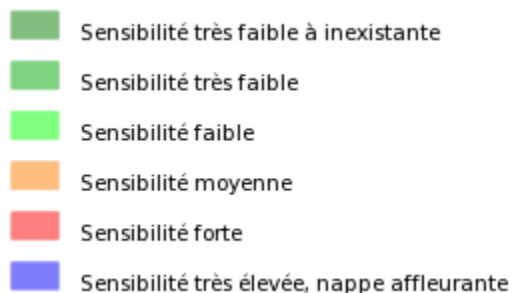 Sensibilité très faible à inexistante
Sensibilité très faible
Sensibilité faible
Sensibilité moyenne
Sensibilité forte
Sensibilité très élevée, nappe affleurante